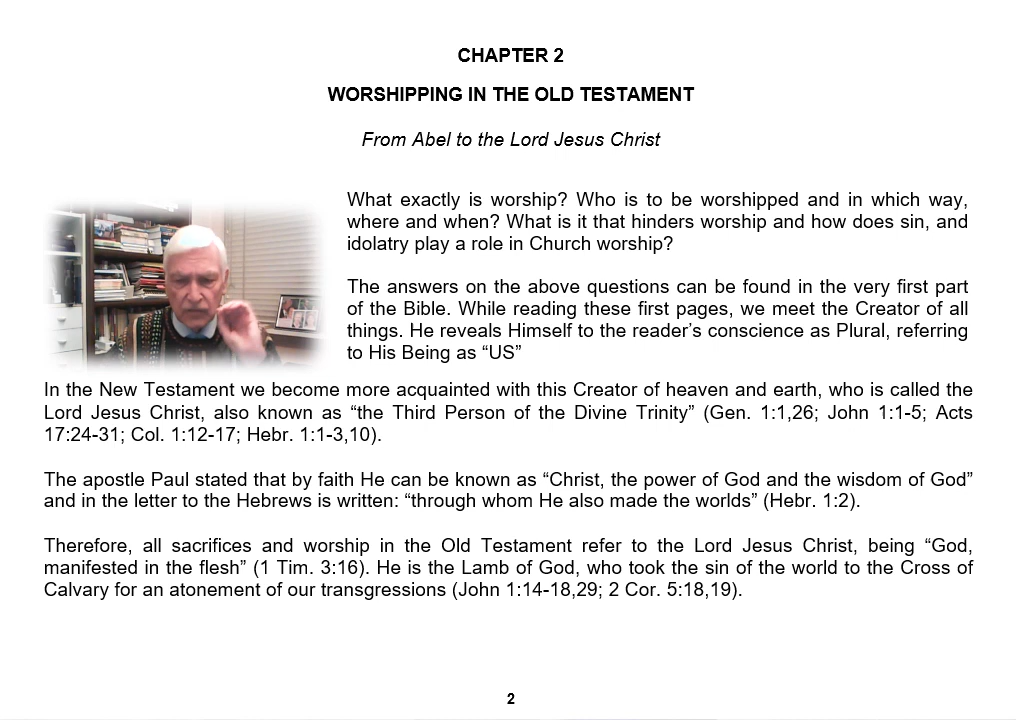 CHAPTER 2
WORSHIPPING IN THE OLD TESTAMENT
From Abel to the Lord Jesus Christ
What exactly is worship? Who is to be worshipped and in which way,
where and when? What is it that hinders worship and how does sin, and
idolatry play a role in Church worship?
The answers on the above questions can be found in the very first part
of the Bible. While reading these first pages, we meet the Creator of all
things. He reveals Himself to the reader’s conscience as Plural, referring
to His Being as “US”
In the New Testament we become more acquainted with this Creator of heaven and earth, who is called the
Lord Jesus Christ, also known as “the Third Person of the Divine Trinity” (Gen. 1:1,26; John 1:1-5; Acts
17:24-31; Col. 1:12-17; Hebr. 1:1-3,10).
The apostle Paul stated that by faith He can be known as “Christ, the power of God and the wisdom of God”
and in the letter to the Hebrews is written: “through whom He also made the worlds” (Hebr. 1:2).
Therefore, all sacrifices and worship in the Old Testament refer to the Lord Jesus Christ, being “God,
manifested in the flesh” (1 Tim. 3:16). He is the Lamb of God, who took the sin of the world to the Cross of
Calvary for an atonement of our transgressions (John 1:14-18,29; 2 Cor. 5:18,19).
2